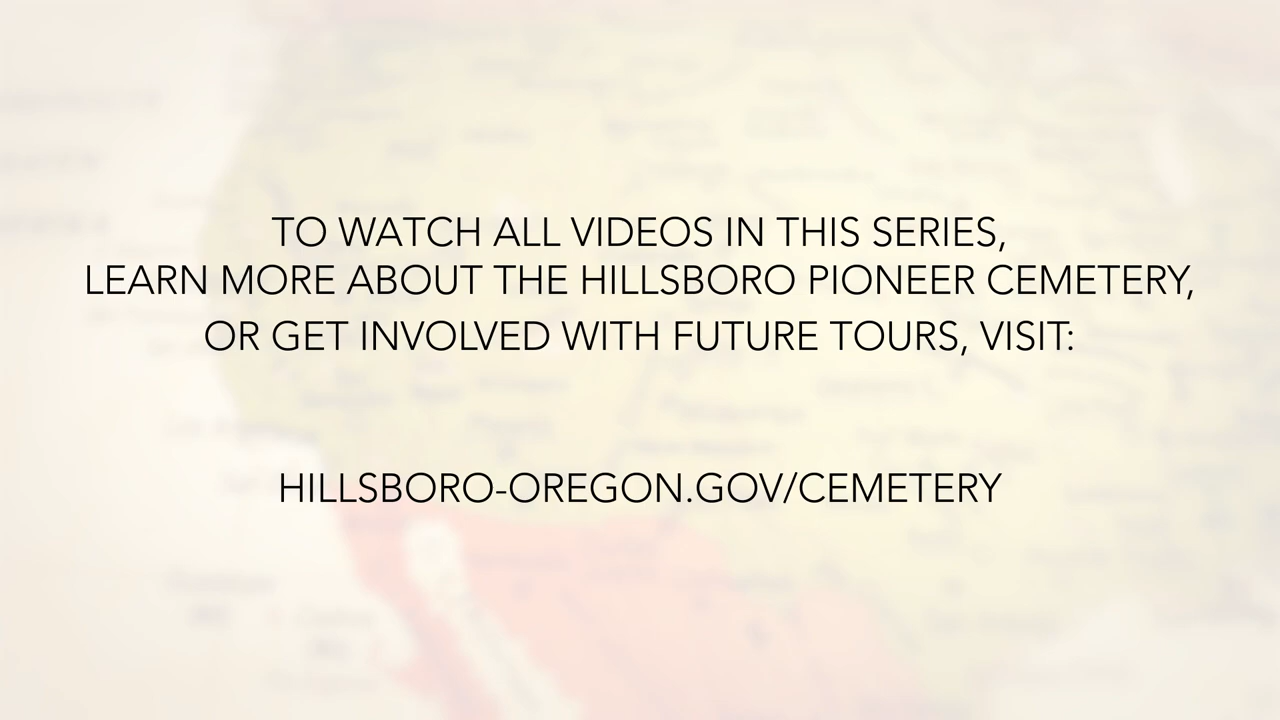 TO WATCH ALL VIDEOS IN THIS SERIES,
LEARN MORE ABOUT THE HILLSBORO PIONEER CEMETERY,
OR GET INVOLVED WITH FUTURE TOURS, VISIT:
HILLSBORO-OREGON.GOV/CEMETERY